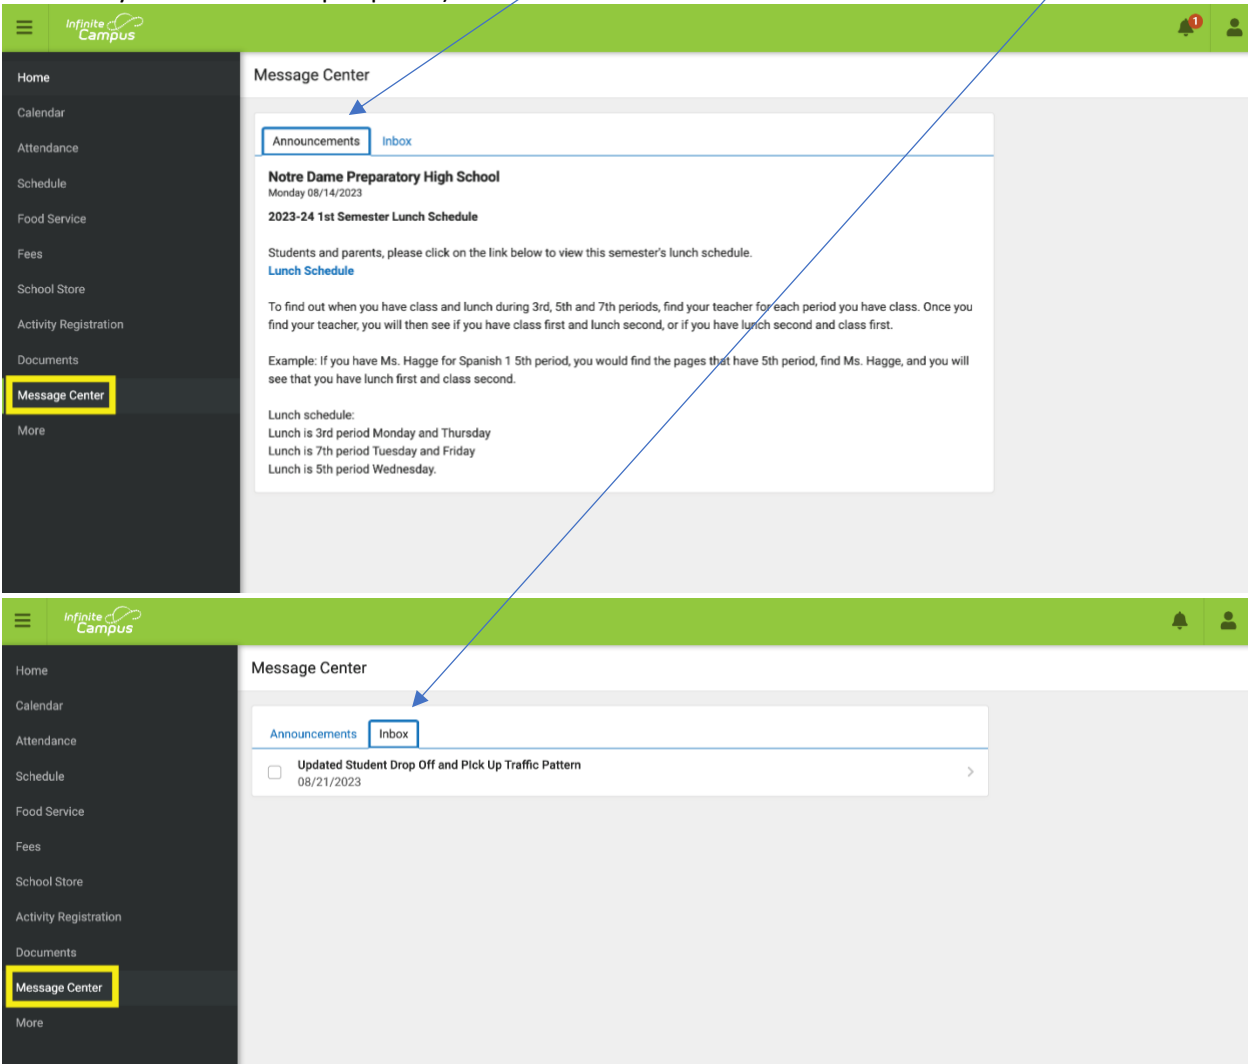 Infinite
Campus
1
Home
Calendar
Attendance
Schedule
Food Service
Fees
School Store
Activity Registration
Documents
Message Center
More
Message Center
Announcements Inbox
Notre Dame Preparatory High School
Monday 08/14/2023
2023-24 1st Semester Lunch Schedule
Students and parents, please click on the link below to view this semester's lunch schedule.
Lunch Schedule
To find out when you have class and lunch during 3rd, 5th and 7th periods, find your teacher for each period you have class. Once you
find your teacher, you will then see if you have class first and lunch second, or if you have lunch second and class first.
Example: If you have Ms. Hagge for Spanish 1 5th period, you would find the pages that have 5th period, find Ms. Hagge, and you will
see that you have lunch first and class second.
Lunch schedule:
Lunch is 3rd period Monday and Thursday
Lunch is 7th period Tuesday and Friday
Lunch is 5th period Wednesday.
Infinite
Campus
Home
Calendar
Attendance
Schedule
Food Service
Fees
School Store
Activity Registration
Documents
Message Center
More
Message Center
Announcements Inbox
Updated Student Drop Off and PIck Up Traffic Pattern
08/21/2023